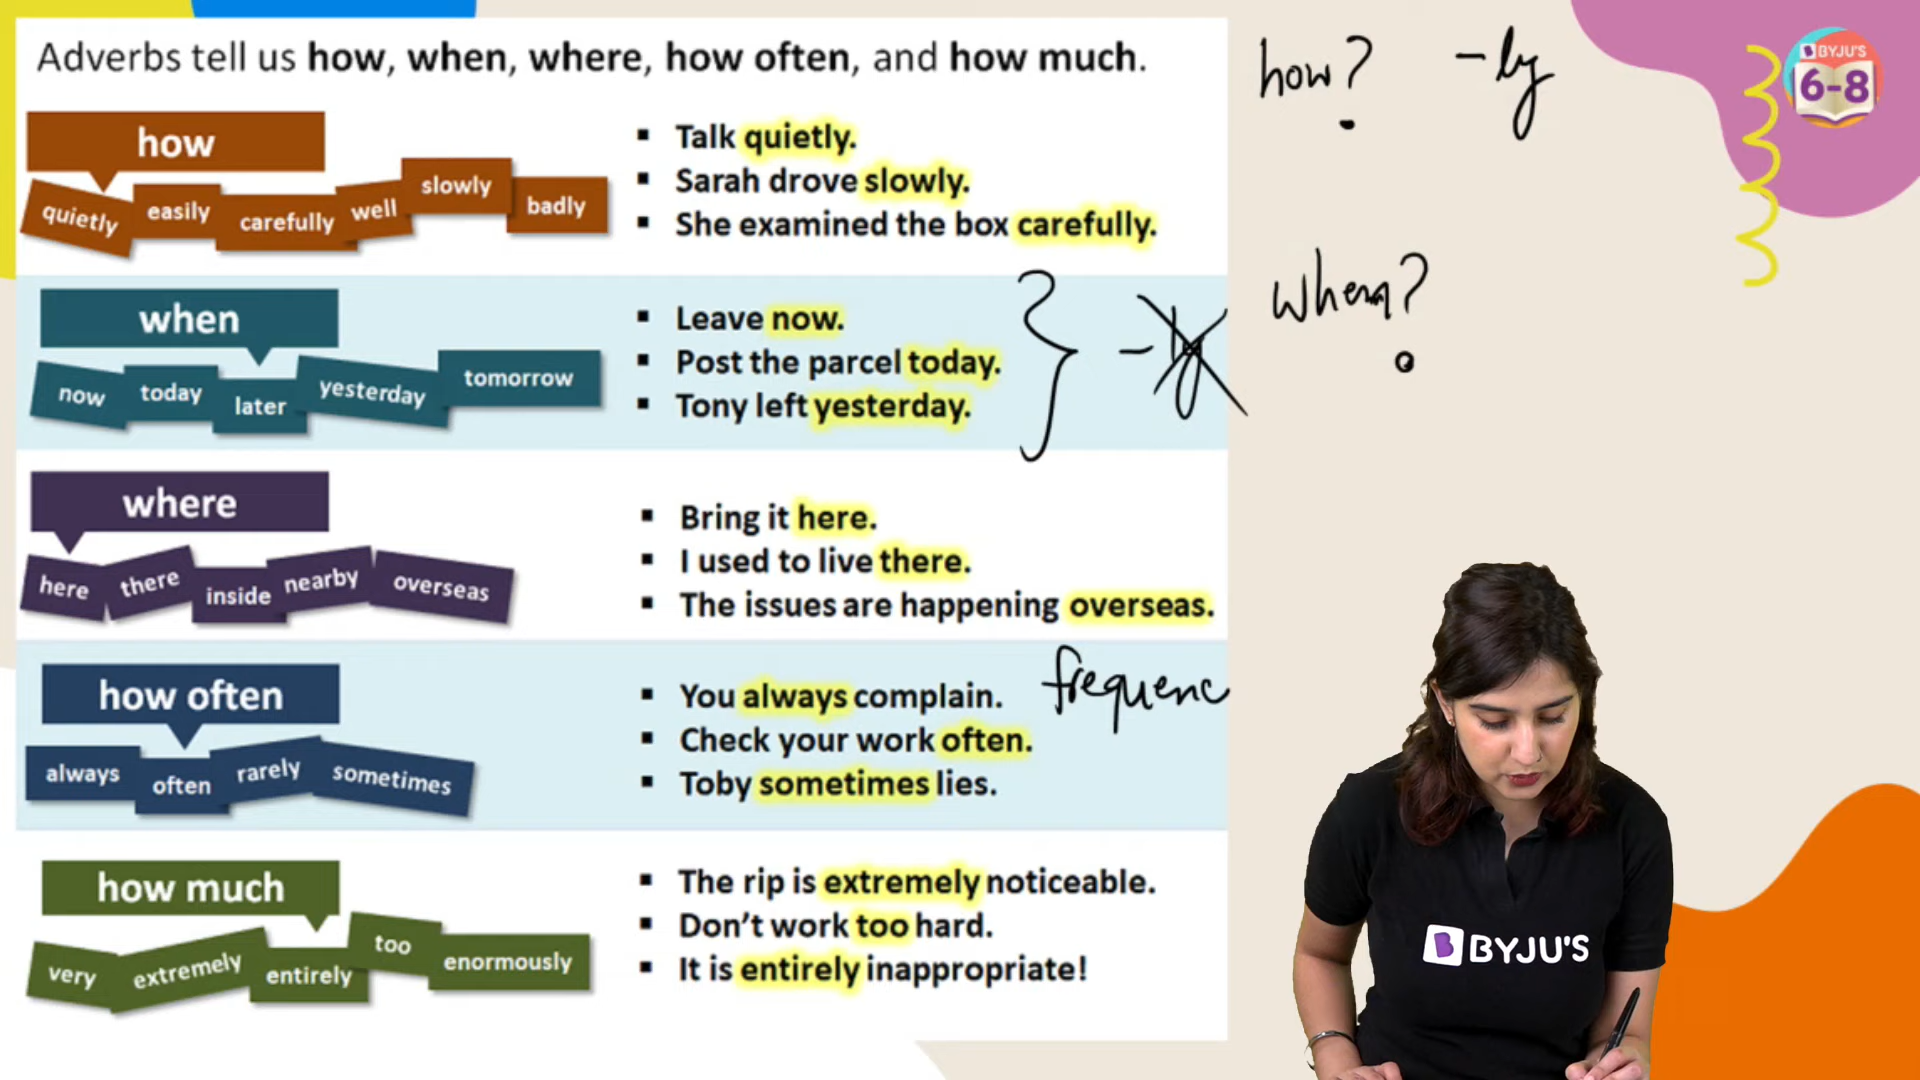 Adverbs tell us how, when, where, how often, and how much.
how
quietly easily carefully well slowly badly
▪ Talk quietly.
▪ Sarah drove slowly.
▪ She examined the box carefully.
when
now today later yesterday tomorrow
▪ Leave now.
▪ Post the parcel today.
▪ Tony left yesterday.
-ly
where
here there inside nearby overseas
▪ Bring it here.
▪ I used to live there.
▪ The issues are happening overseas.
how often
always often rarely sometimes
▪ You always complain.
▪ Check your work often.
▪ Toby sometimes lies.
frequenc
how much
very extremely entirely too enormously
▪ The rip is extremely noticeable.
▪ Don't work too hard.
▪ It is entirely inappropriate!
how? -ly
when?
BYJU'S
6-8
BYJU'S